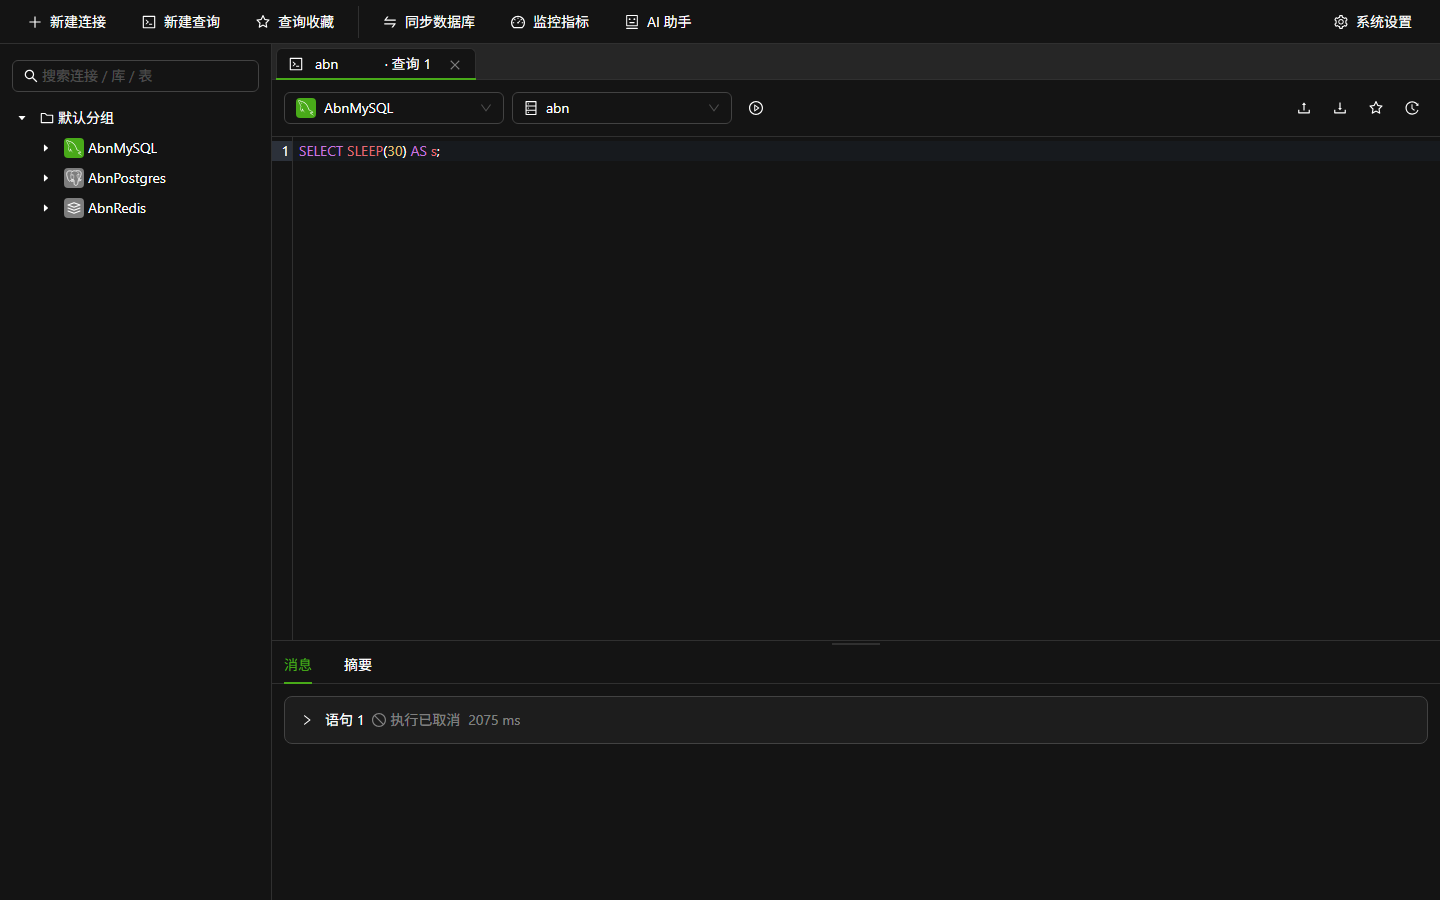 新建连接 新建查询 查询收藏 同步数据库 监控指标 AI 助手 系统设置
搜索连接 / 库 / 表
默认分组
AbnMySQL
AbnPostgres
AbnRedis
abn · 查询 1
AbnMySQL abn
1 SELECT SLEEP(30) AS s;
消息 摘要
语句 1 执行已取消 2075 ms